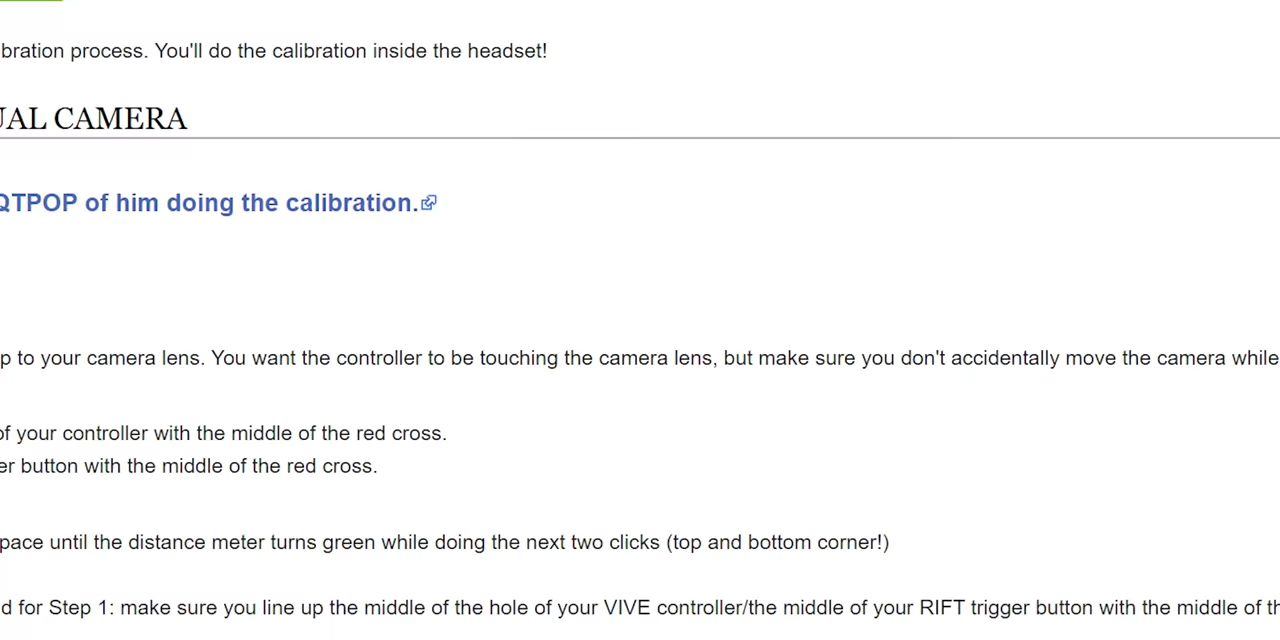 bration process. You'll do the calibration inside the headset!
UAL CAMERA
QTPOP of him doing the calibration.
p to your camera lens. You want the controller to be touching the camera lens, but make sure you don't accidentally move the camera while
of your controller with the middle of the red cross.
er button with the middle of the red cross.
pace until the distance meter turns green while doing the next two clicks (top and bottom corner!)
d for Step 1: make sure you line up the middle of the hole of your VIVE controller/the middle of your RIFT trigger button with the middle of th